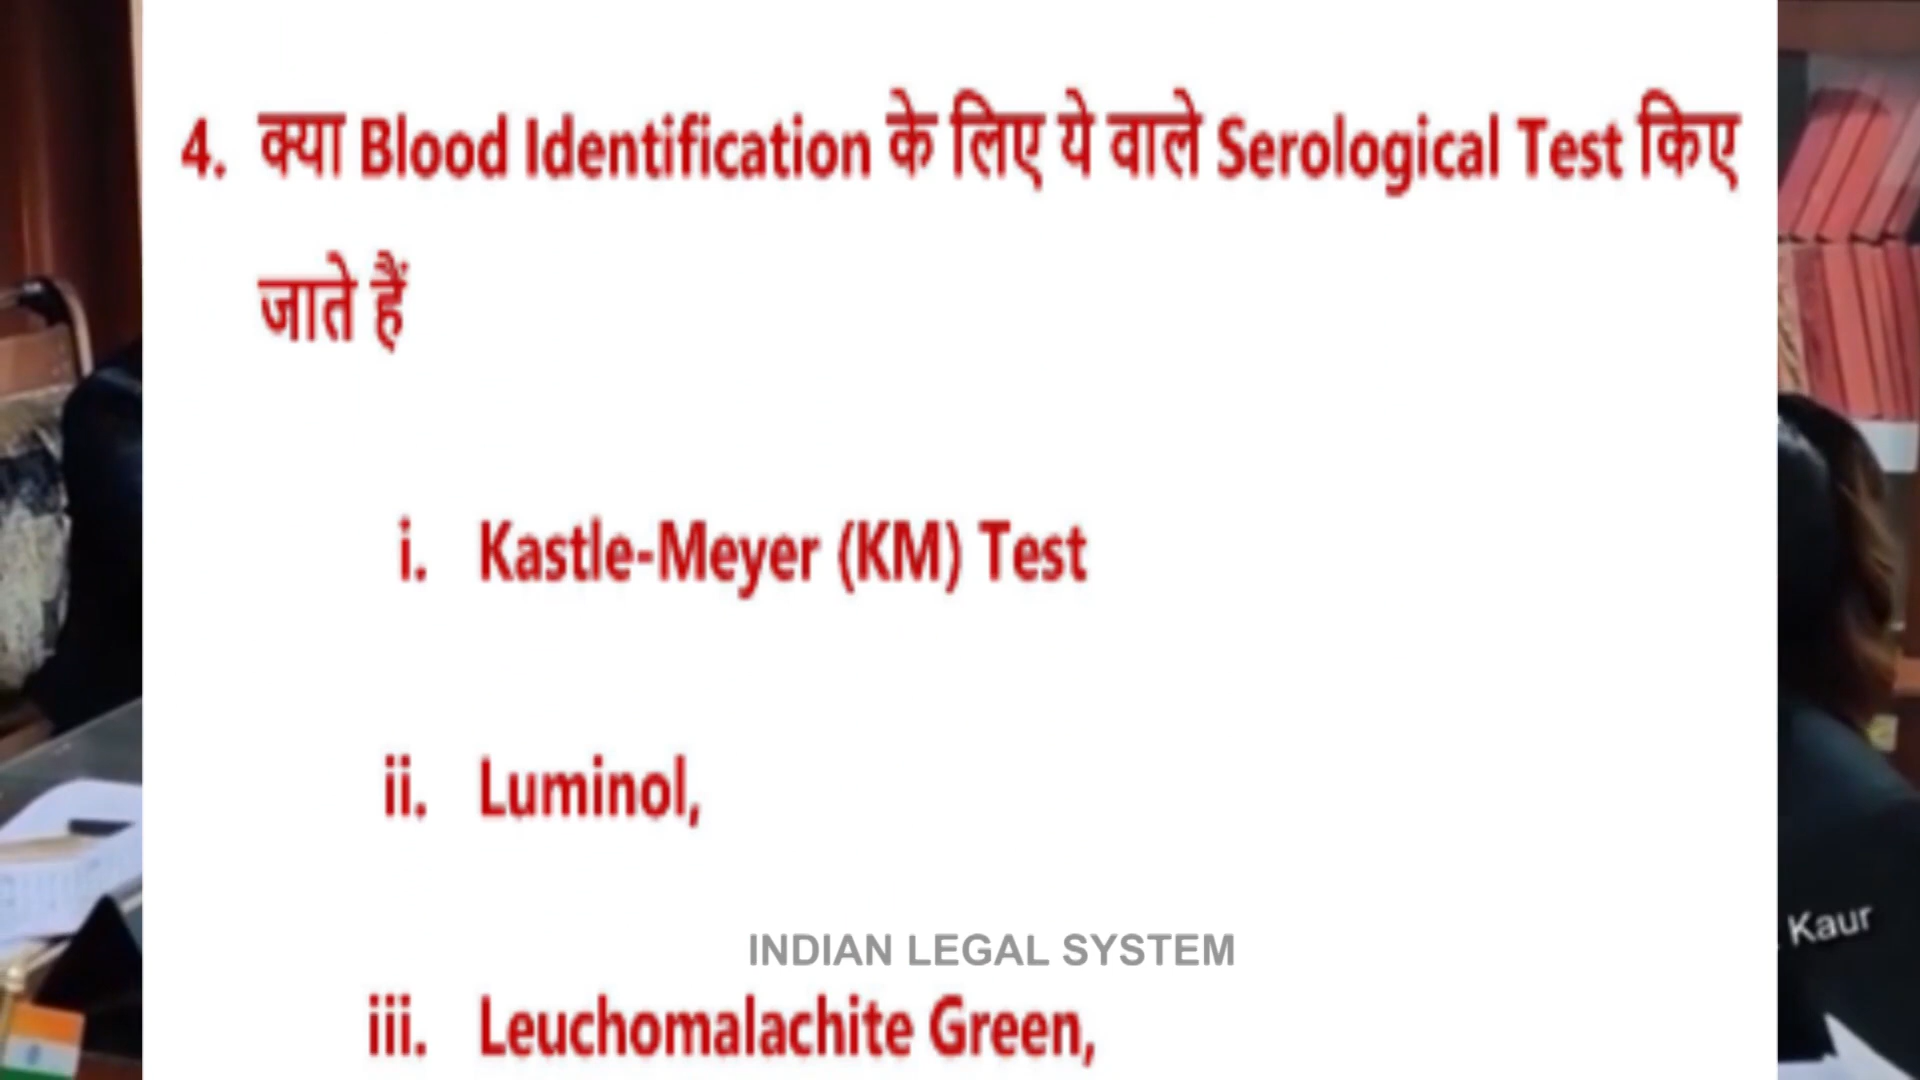 4. क्या Blood Identification के लिए ये वाले Serological Test किए
जाते हैं
i. Kastle-Meyer (KM) Test
ii. Luminol,
INDIAN LEGAL SYSTEM
Kaur
iii. Leuchomalachite Green,